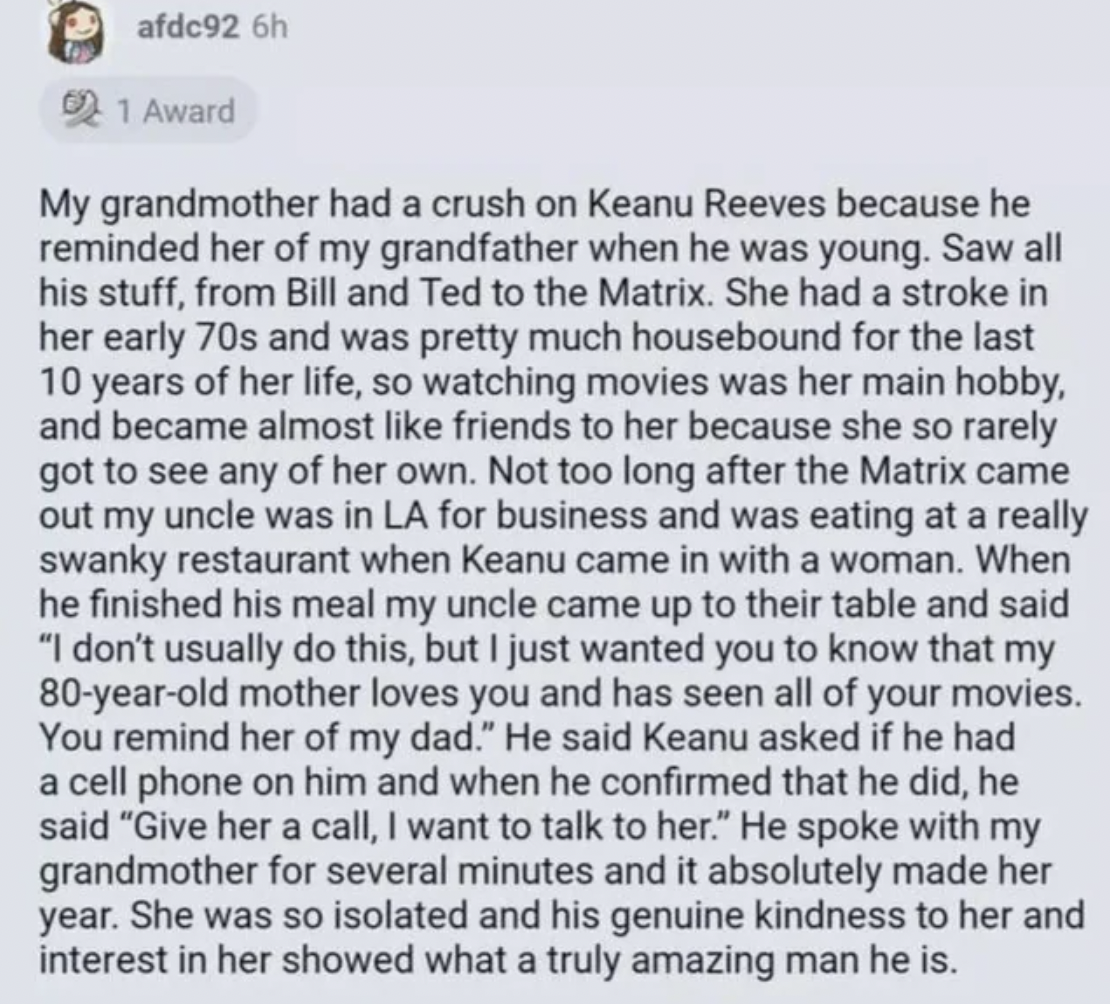 afdc92 6h
1 Award
My grandmother had a crush on Keanu Reeves because he
reminded her of my grandfather when he was young. Saw all
his stuff, from Bill and Ted to the Matrix. She had a stroke in
her early 70s and was pretty much housebound for the last
10 years of her life, so watching movies was her main hobby,
and became almost like friends to her because she so rarely
got to see any of her own. Not too long after the Matrix came
out my uncle was in LA for business and was eating at a really
swanky restaurant when Keanu came in with a woman. When
he finished his meal my uncle came up to their table and said
“I don’t usually do this, but I just wanted you to know that my
80-year-old mother loves you and has seen all of your movies.
You remind her of my dad.” He said Keanu asked if he had
a cell phone on him and when he confirmed that he did, he
said “Give her a call, I want to talk to her.” He spoke with my
grandmother for several minutes and it absolutely made her
year. She was so isolated and his genuine kindness to her and
interest in her showed what a truly amazing man he is.